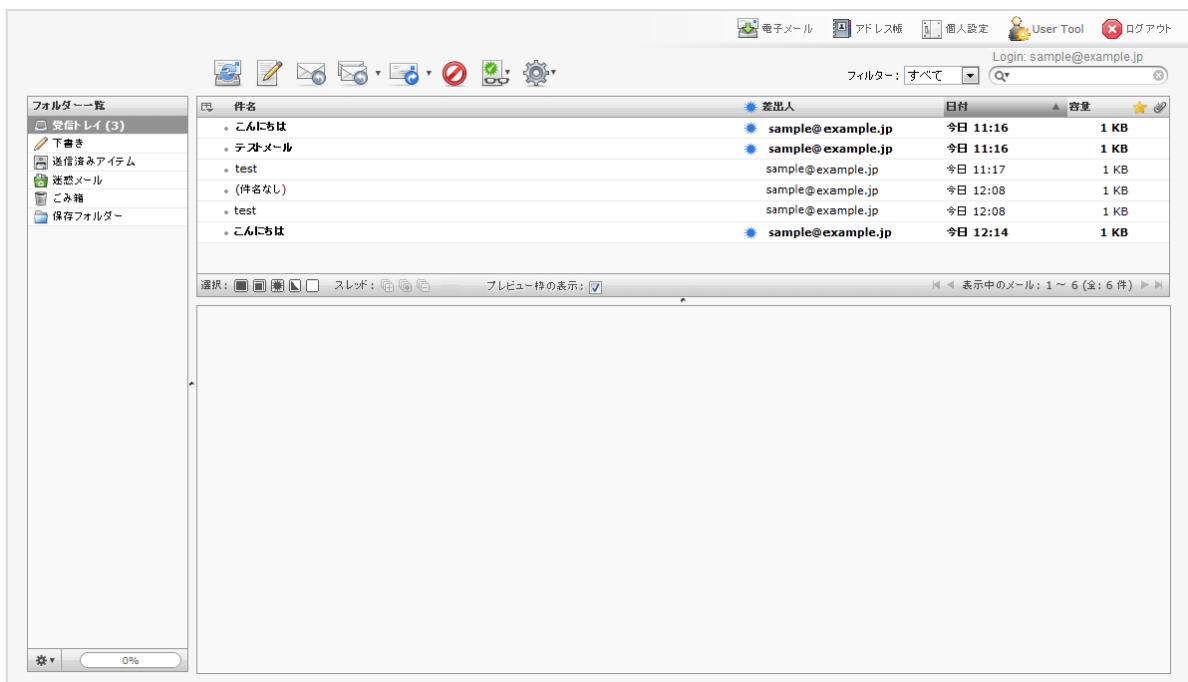 電子メール アドレス帳 個人設定 User Tool ログアウト
Login: sample@example.jp
フィルター: すべて
フォルダー一覧
受信トレイ (3)
下書き
送信済みアイテム
迷惑メール
ごみ箱
保存フォルダー
件名 差出人 日付 容量
こんにちは sample@example.jp 今日 11:16 1 KB
テストメール sample@example.jp 今日 11:16 1 KB
test sample@example.jp 今日 11:17 1 KB
(件名なし) sample@example.jp 今日 12:08 1 KB
test sample@example.jp 今日 12:08 1 KB
こんにちは sample@example.jp 今日 12:14 1 KB
選択: スレッド: プレビュー枠の表示: 表示中のメール: 1 ~ 6 (全: 6 件)
0%